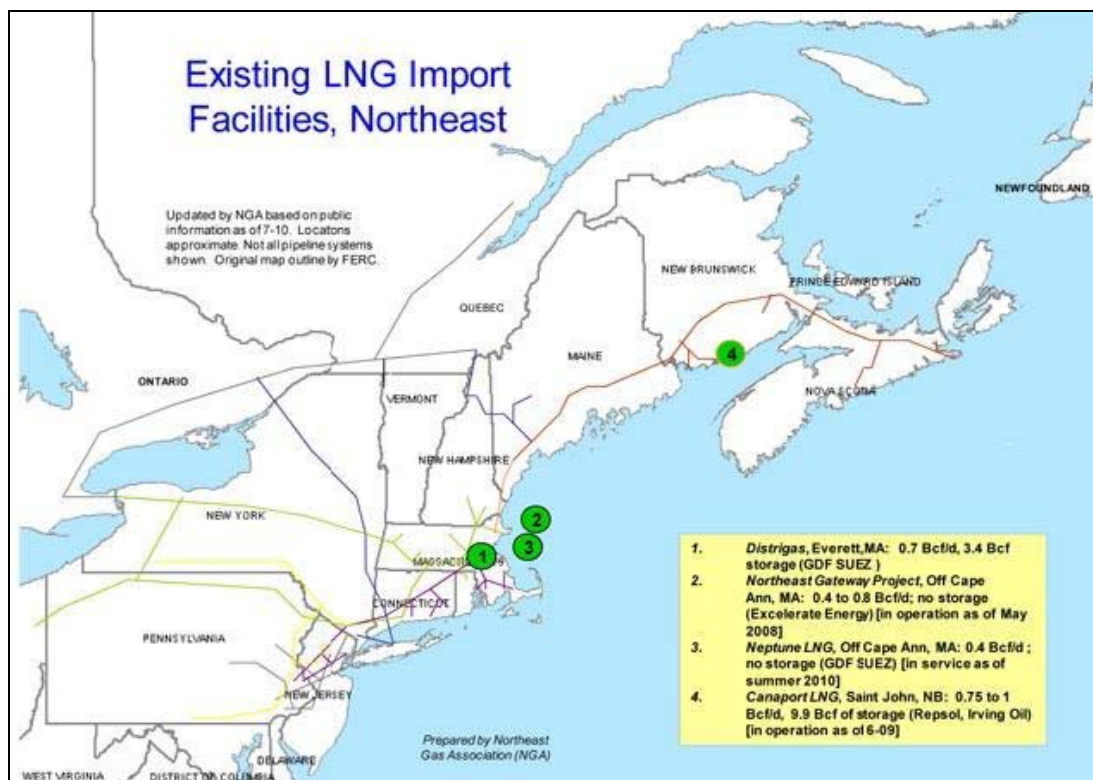 Existing LNG Import
Facilities, Northeast
Updated by NGA based on public
information as of 7-10. Locatons
approximate. Not all pipeline systems
shown. Original map outline by FERC.
NEWFOUNDLAND
NEW BRUNSWICK
PRINCE EDWARD ISLAND
QUEBEC
MAINE
4
ONTARIO
VERMONT
NOVA SCOTIA
NEW HAMPSHIRE
NEW YORK
2
3
1
MASSACHUSETTS
CONNECTICUT
PENNSYLVANIA
NEW JERSEY
1. Distrigas, Everett,MA: 0.7 Bcf/d, 3.4 Bcf
storage (GDF SUEZ )
2. Northeast Gateway Project, Off Cape
Ann, MA: 0.4 to 0.8 Bcf/d; no storage
(Excelerate Energy) [in operation as of May
2008]
3. Neptune LNG, Off Cape Ann, MA: 0.4 Bcf/d ;
no storage (GDF SUEZ) [in service as of
summer 2010]
4 Canaport LNG, Saint John, NB: 0.75 to 1
Bcf/d, 9.9 Bcf of storage (Repsol, Irving Oil)
[in operation as of 6-09]
Prepared by Northeast
Gas Association (NGA)
DELAWARE
WEST VIRGINIA
DISTRICT OF COLUMBIA